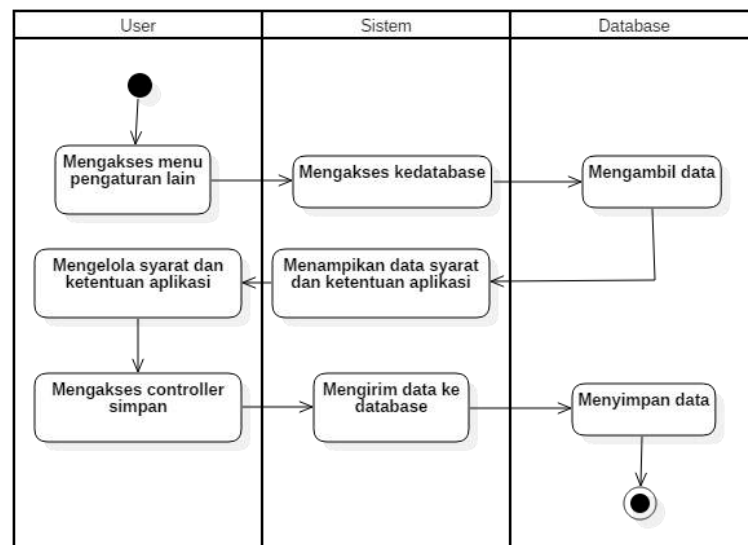 User
Sistem
Database
Mengakses menu
pengaturan lain
Mengakses kedatabase
Mengambil data
Mengelola syarat dan
ketentuan aplikasi
Menampikan data syarat
dan ketentuan aplikasi
Mengakses controller
simpan
Mengirim data ke
database
Menyimpan data